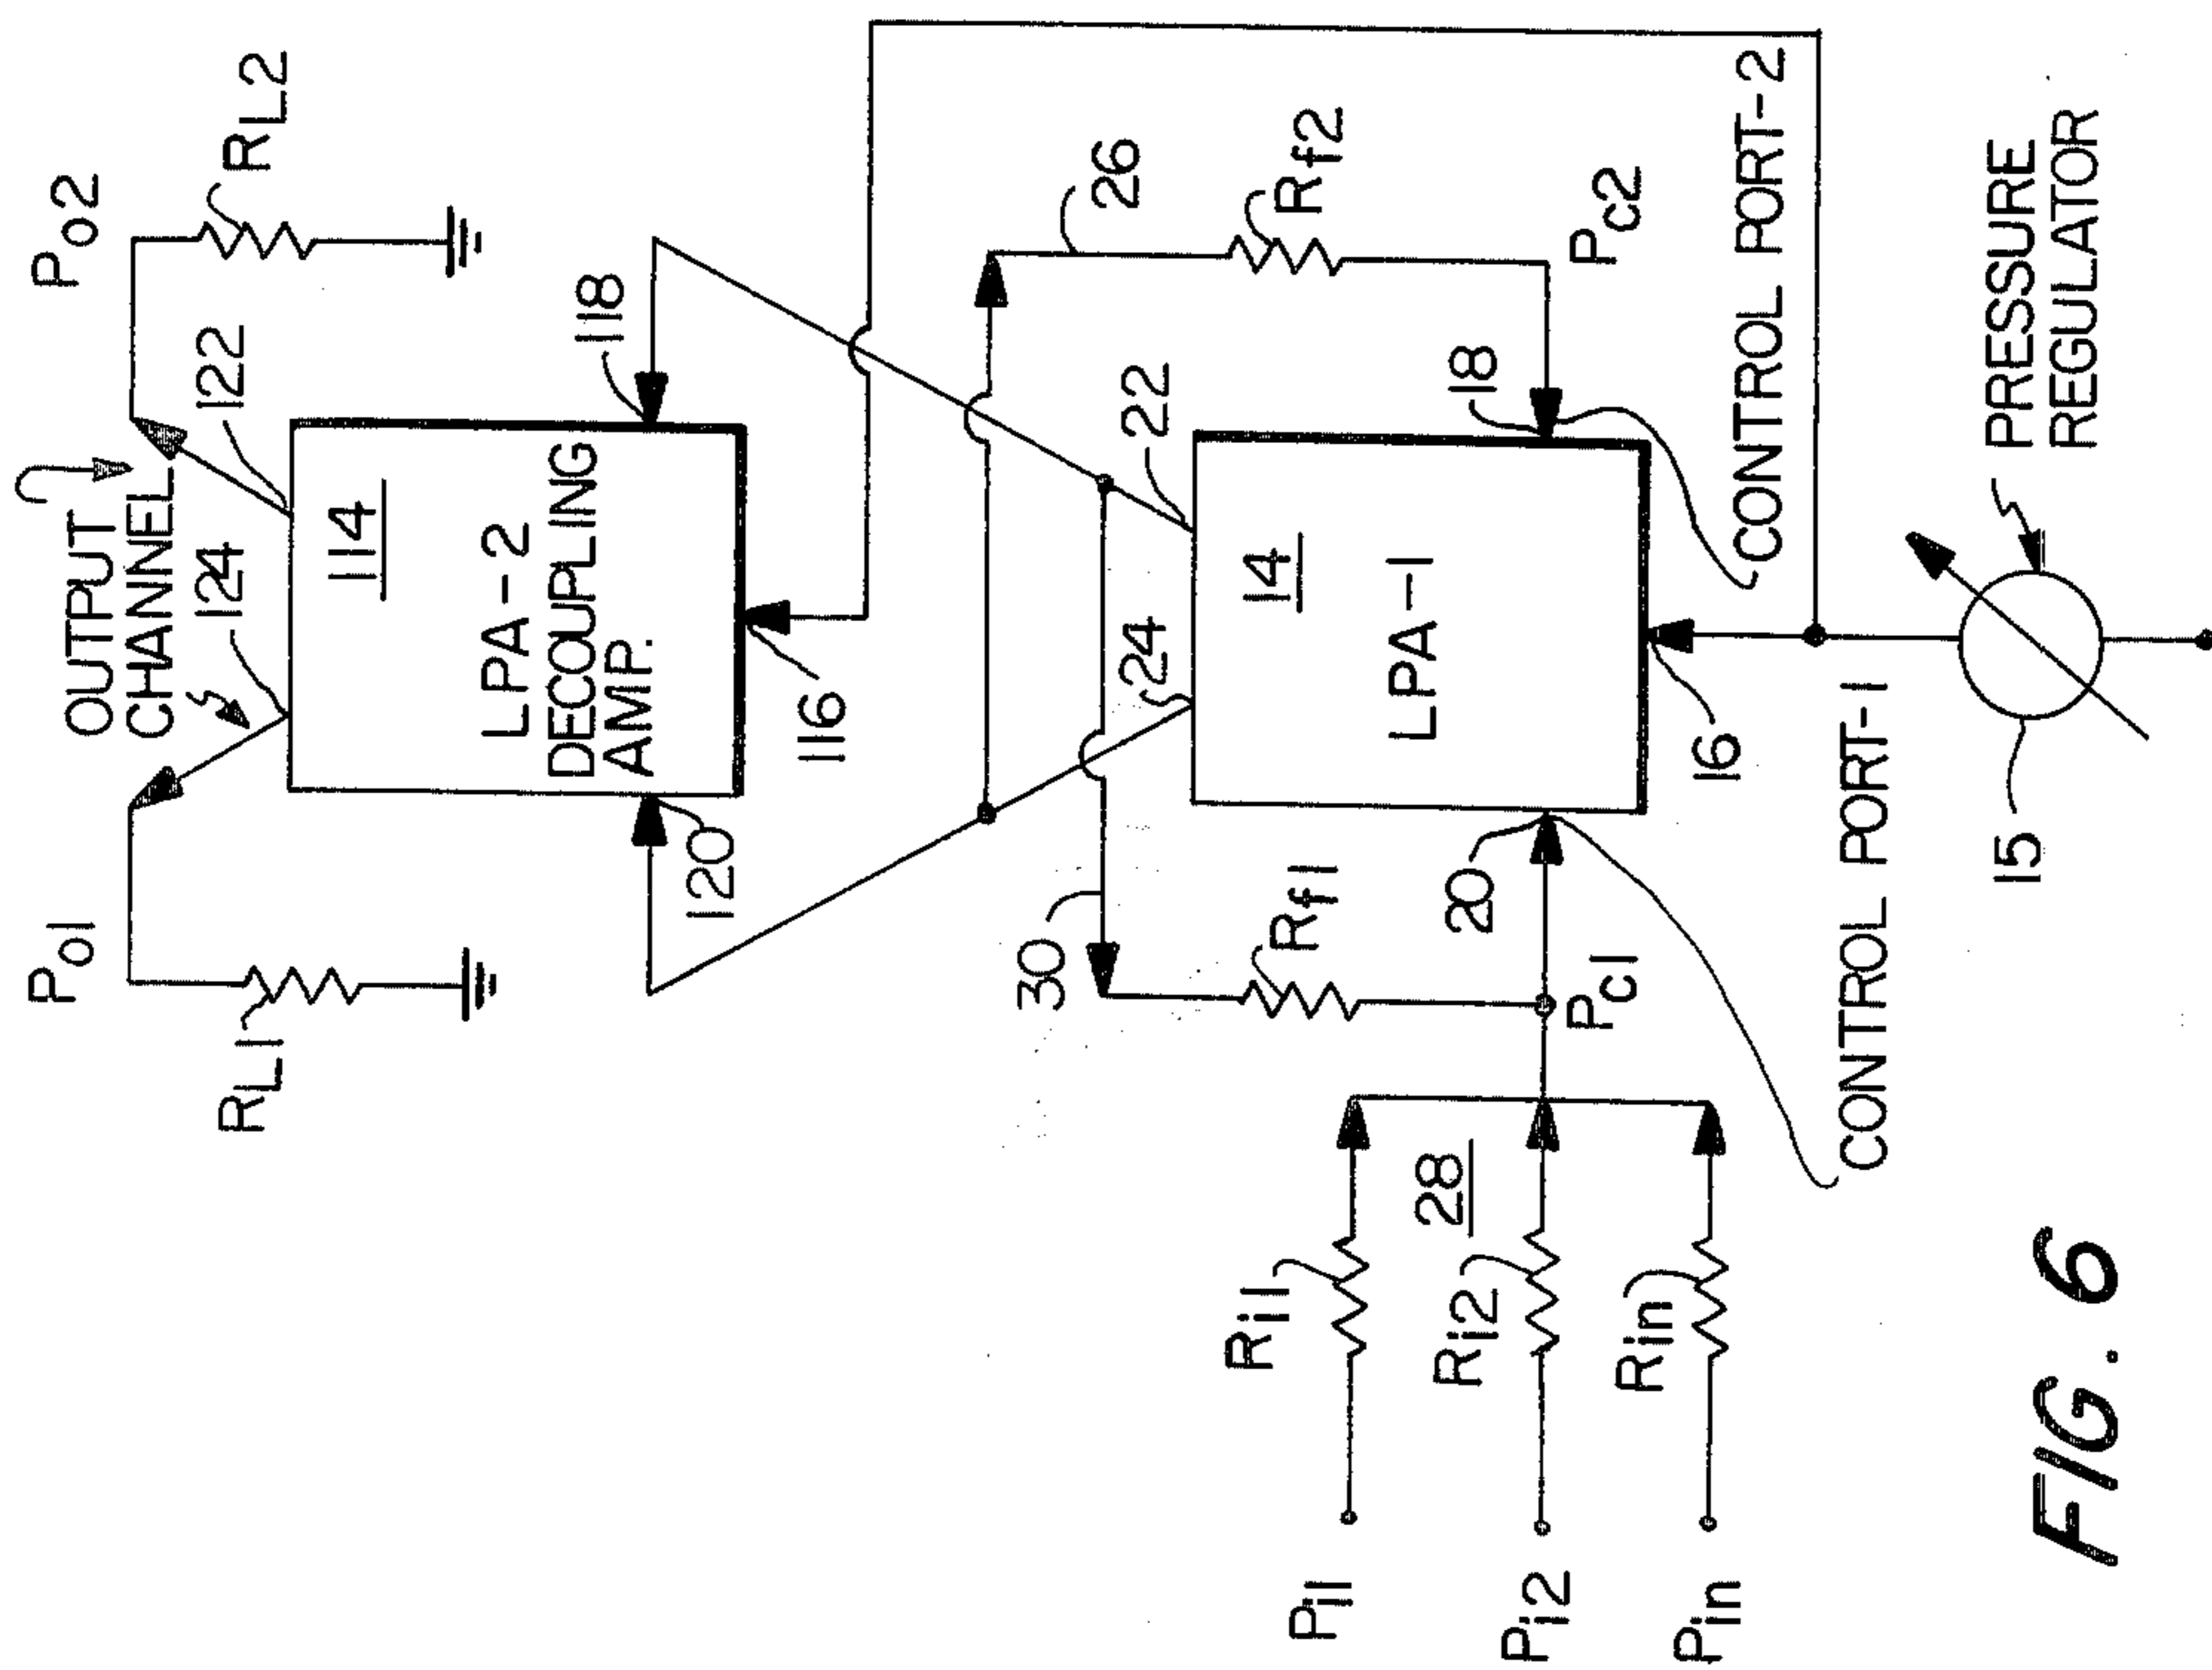 Po1
Po2
OUTPUT
CHANNEL
124
122
RL1
RL2
114
LPA-2
DECOUPLING
AMP.
120
118
116
30
26
24
22
Rf1
Rf2
14
LPA-1
20
18
Pc1
Pc2
16
CONTROL PORT-2
CONTROL PORT-1
Ri1
28
Ri2
Rin
Pi1
Pi2
Pin
15
PRESSURE
REGULATOR
FIG. 6